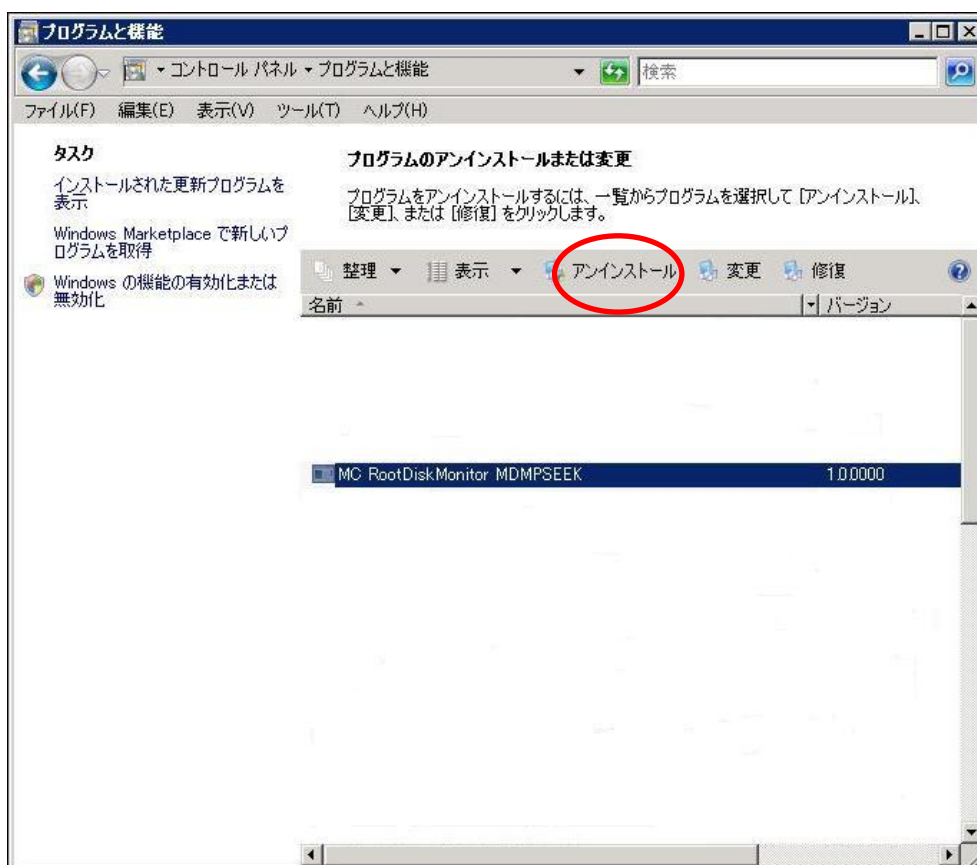 プログラムと機能
コントロール パネル プログラムと機能
検索
ファイル(F) 編集(E) 表示(V) ツール(T) ヘルプ(H)
タスク
インストールされた更新プログラムを
表示
Windows Marketplace で新しいプ
ログラムを取得
Windows の機能の有効化または
無効化
プログラムのアンインストールまたは変更
プログラムをアンインストールするには、一覧からプログラムを選択して [アンインストール]、
[変更]、または [修復] をクリックします。
整理 表示 アンインストール 変更 修復
名前 バージョン
MC RootDiskMonitor MDMPSEEK 1.0.0000